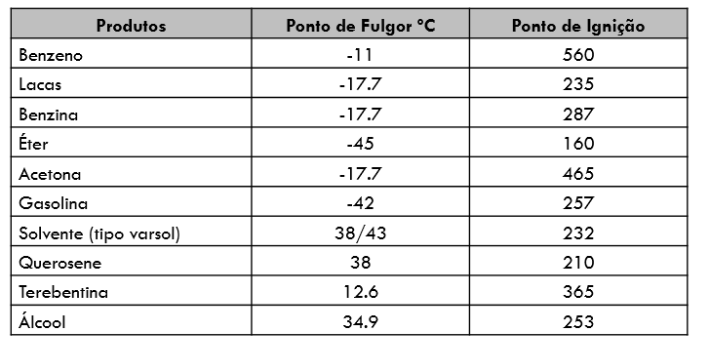 Produtos Ponto de Fulgor °C Ponto de Ignição
Benzeno -11 560
Lacas -17.7 235
Benzina -17.7 287
Éter -45 160
Acetona -17.7 465
Gasolina -42 257
Solvente (tipo varsol) 38/43 232
Querosene 38 210
Terebentina 12.6 365
Álcool 34.9 253